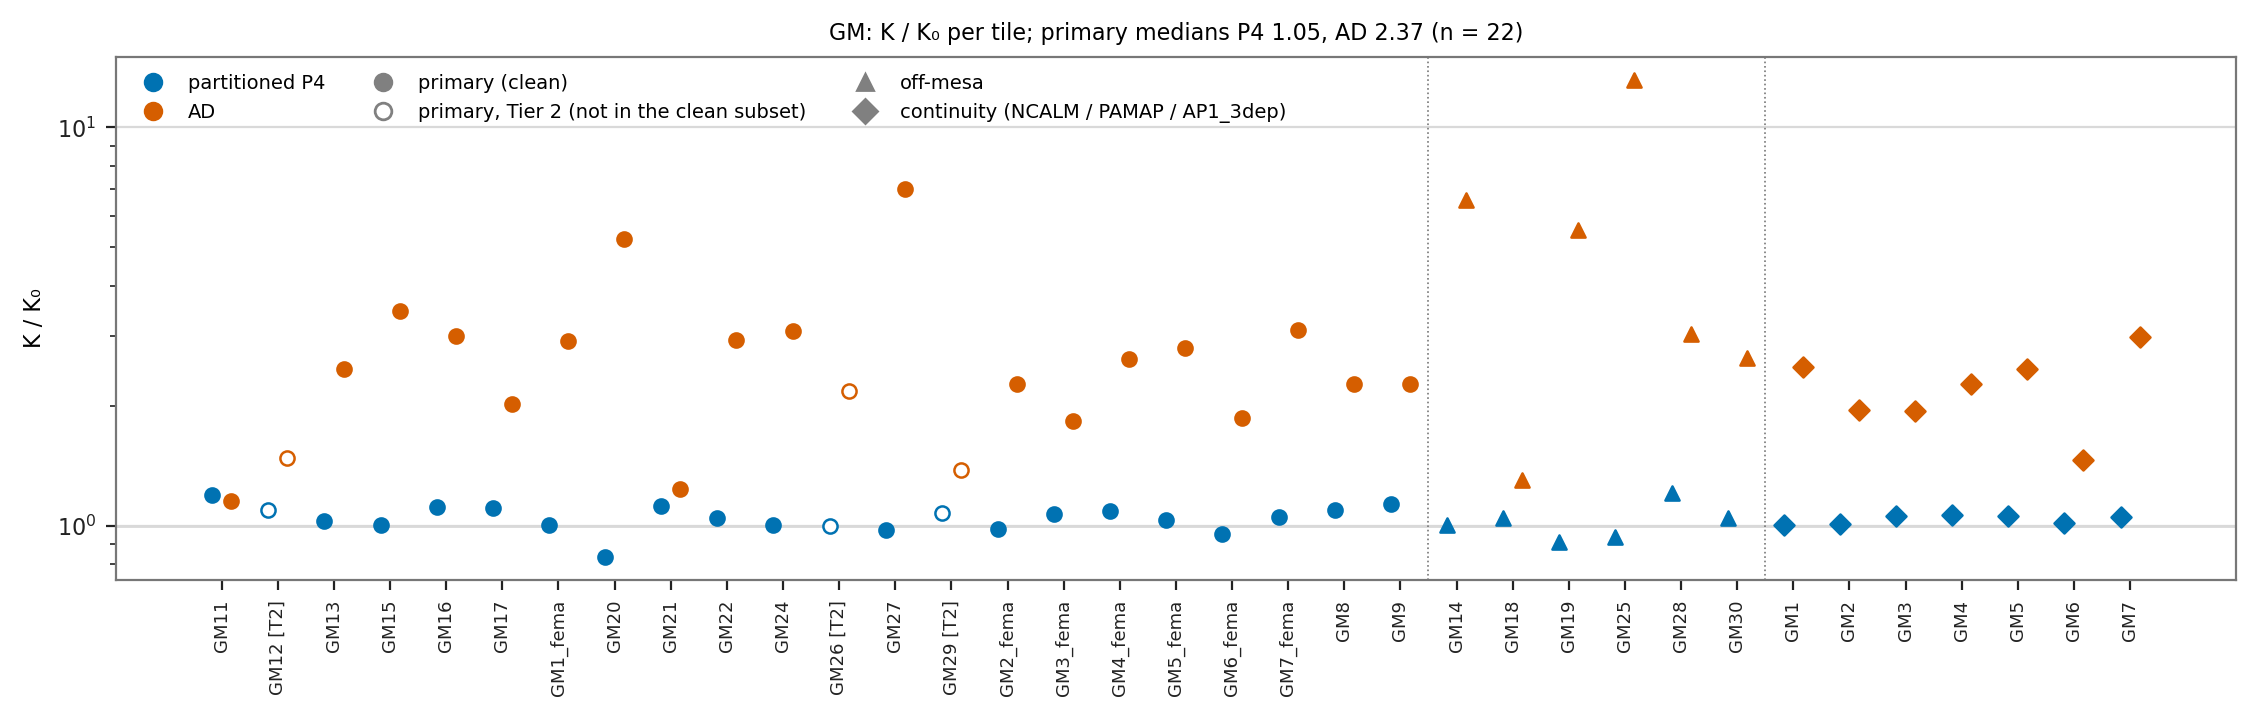 GM: K / K₀ per tile; primary medians P4 1.05, AD 2.37 (n = 22)
partitioned P4
AD
primary (clean)
primary, Tier 2 (not in the clean subset)
off-mesa
continuity (NCALM / PAMAP / AP1_3dep)
K / K₀
10¹
10⁰
GM11
GM12 [T2]
GM13
GM15
GM16
GM17
GM1_fema
GM20
GM21
GM22
GM24
GM26 [T2]
GM27
GM29 [T2]
GM2_fema
GM3_fema
GM4_fema
GM5_fema
GM6_fema
GM7_fema
GM8
GM9
GM14
GM18
GM19
GM25
GM28
GM30
GM1
GM2
GM3
GM4
GM5
GM6
GM7